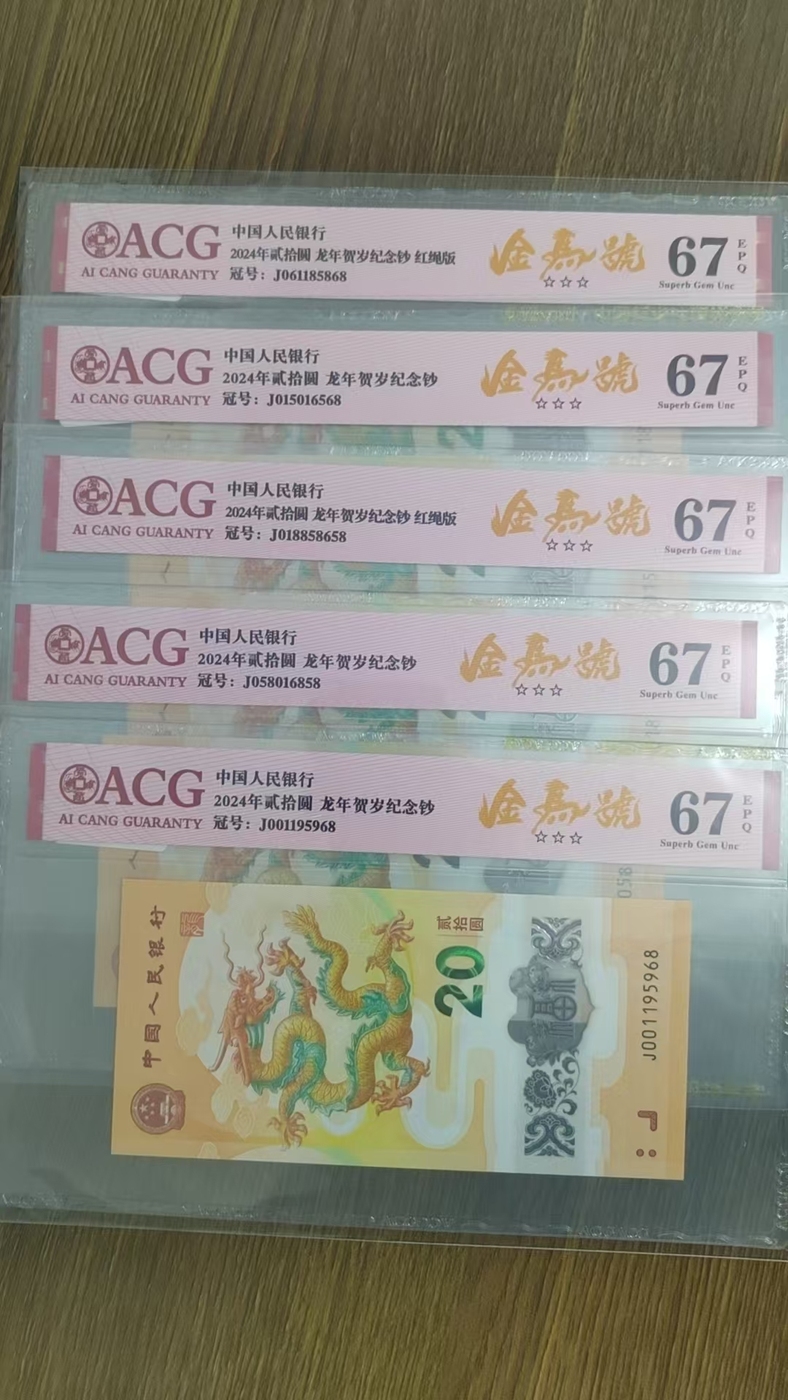 ACG
AI CANG GUARANTY
中国人民银行
2024年贰拾圆 龙年贺岁纪念钞 红绳版
冠号：J061185868
金馬號
☆☆☆
67
EPQ
Superb Gem Unc
ACG
AI CANG GUARANTY
中国人民银行
2024年贰拾圆 龙年贺岁纪念钞
冠号：J015016568
金馬號
☆☆☆
67
EPQ
Superb Gem Unc
ACG
AI CANG GUARANTY
中国人民银行
2024年贰拾圆 龙年贺岁纪念钞 红绳版
冠号：J018858658
金馬號
☆☆☆
67
EPQ
Superb Gem Unc
ACG
AI CANG GUARANTY
中国人民银行
2024年贰拾圆 龙年贺岁纪念钞
冠号：J058016858
金馬號
☆☆☆
67
EPQ
Superb Gem Unc
ACG
AI CANG GUARANTY
中国人民银行
2024年贰拾圆 龙年贺岁纪念钞
冠号：J001195968
金馬號
☆☆☆
67
EPQ
Superb Gem Unc
中国人民银行
贰拾圆
20
J001195968